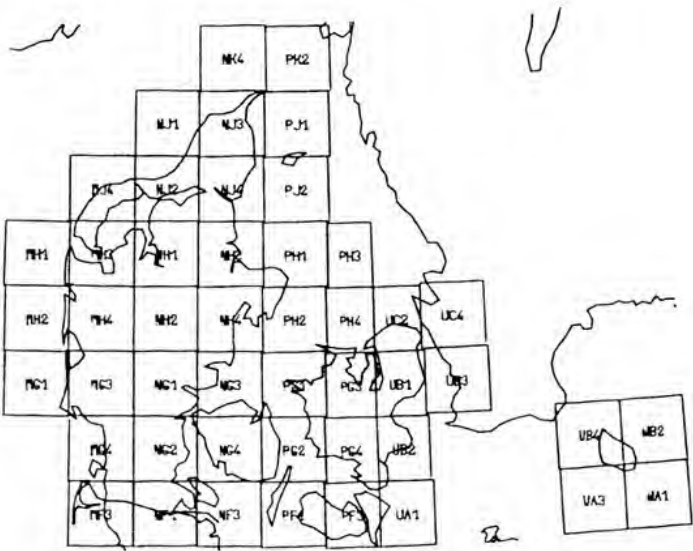 NK4 PK2
NJ1 NJ3 PJ1
MJ4 NJ2 NJ4 PJ2
MH1 MH3 NH1 PH1 PH3
MH2 MH4 NH2 NH4 PH2 PH4 UC2 UC4
MG1 MG3 NG1 NG3 PG1 PG3 UB1 UB3
MG4 NG2 NG4 PG2 PG4 UB2 VB4 WB2
MF3 NF3 PF3 UA1 VA3 WA1